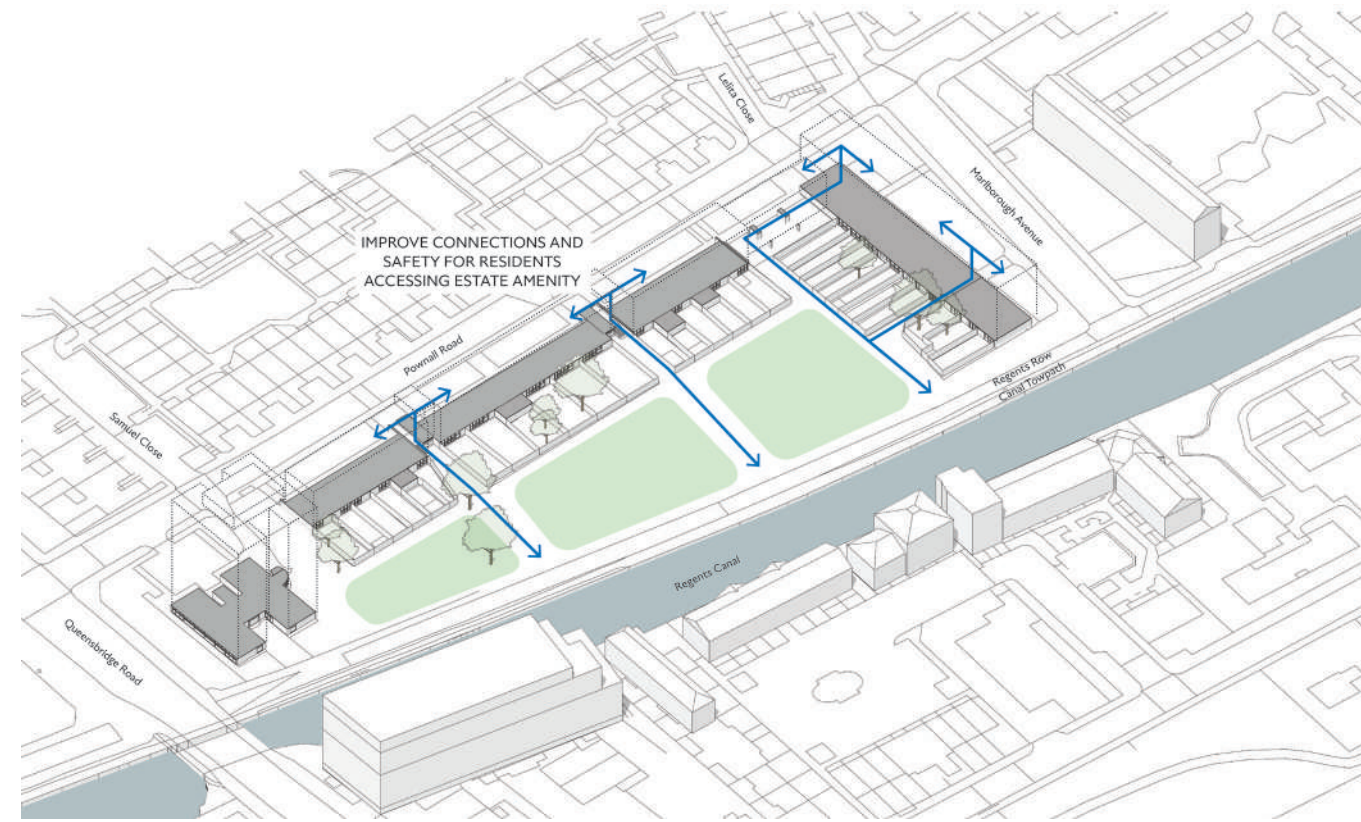 Lelita Close
Marlborough Avenue
IMPROVE CONNECTIONS AND
SAFETY FOR RESIDENTS
ACCESSING ESTATE AMENITY
Pownall Road
Samuel Close
Regents Row
Canal Towpath
Regents Canal
Queensbridge Road